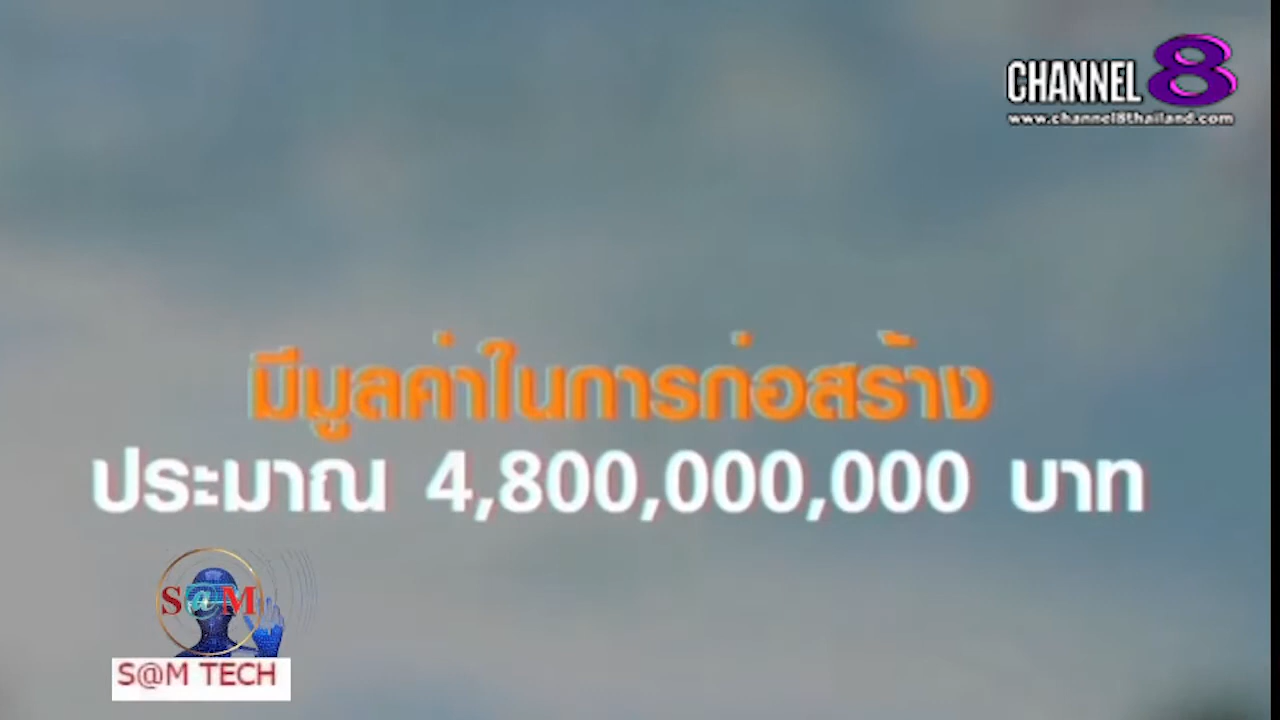 CHANNEL 8
www.channel8thailand.com
มีมูลค่าในการก่อสร้าง
ประมาณ 4,800,000,000 บาท
S@M
S@M TECH